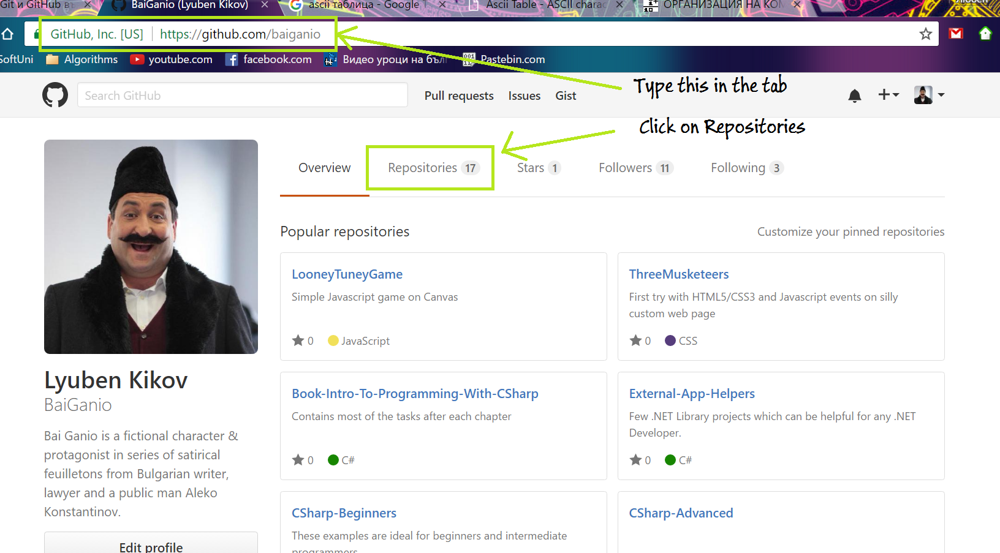 Git и GitHub въ
BaiGanio (Lyuben Kikov)
ascii таблица - Google T
Ascii Table - ASCII charac
ОРГАНИЗАЦИЯ НА КОМ
GitHub, Inc. [US]
https://github.com/baiganio
SoftUni
Algorithms
youtube.com
facebook.com
Видео уроци на бълг
Pastebin.com
Type this in the tab
Search GitHub
Pull requests
Issues
Gist
Click on Repositories
Overview
Repositories 17
Stars 1
Followers 11
Following 3
Popular repositories
Customize your pinned repositories
LooneyTuneyGame
Simple Javascript game on Canvas
0 JavaScript
ThreeMusketeers
First try with HTML5/CSS3 and Javascript events on silly
custom web page
0 CSS
Book-Intro-To-Programming-With-CSharp
Contains most of the tasks after each chapter
0 C#
External-App-Helpers
Few .NET Library projects which can be helpful for any .NET
Developer.
0 C#
CSharp-Beginners
These examples are ideal for beginners and intermediate
programmers
CSharp-Advanced
Lyuben Kikov
BaiGanio
Bai Ganio is a fictional character &
protagonist in series of satirical
feuilletons from Bulgarian writer,
lawyer and a public man Aleko
Konstantinov.
Edit profile